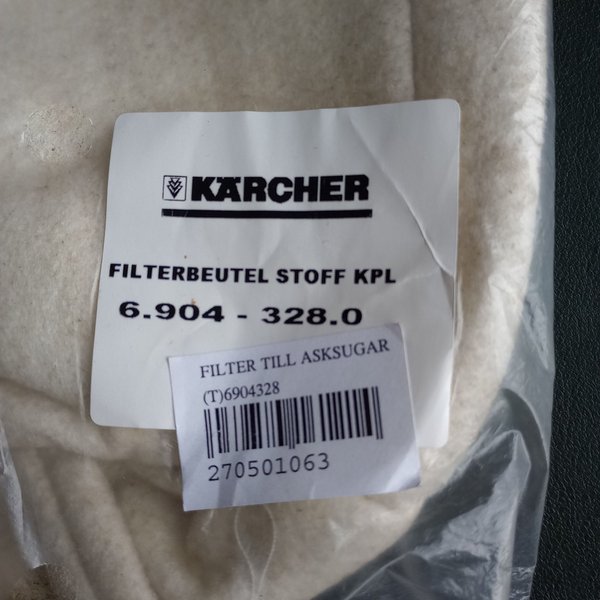 KÄRCHER
FILTERBEUTEL STOFF KPL
6.904 - 328.0
FILTER TILL ASKSUGAR
(T)6904328
270501063